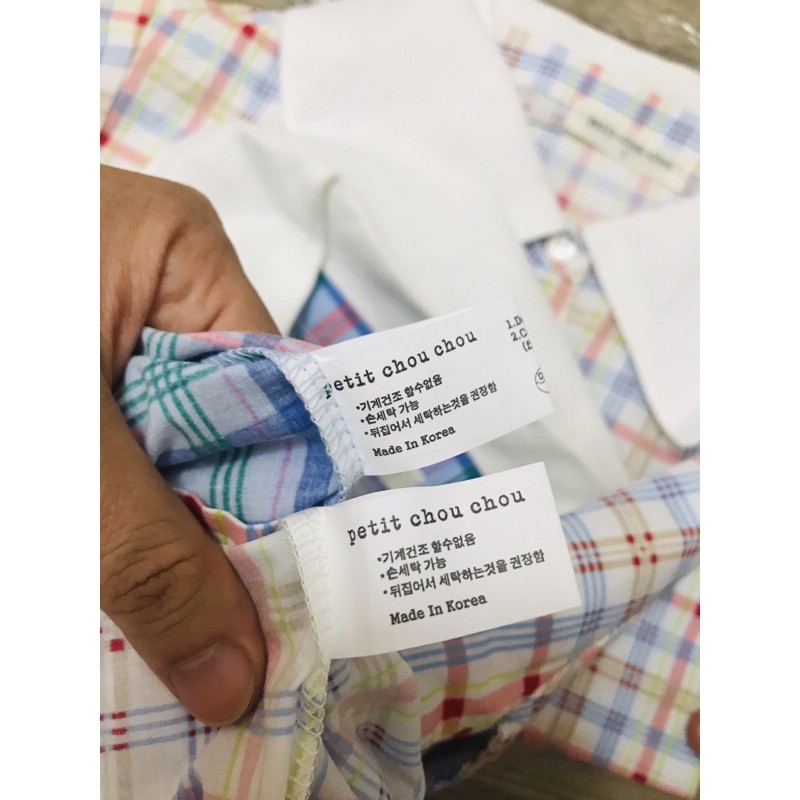 petit chou chou
•기계건조 할수없음
•손세탁 가능
•뒤집어서 세탁하는것을 권장함
Made In Korea
1.D
2.C
petit chou chou
•기계건조 할수없음
•손세탁 가능
•뒤집어서 세탁하는것을 권장함
Made In Korea